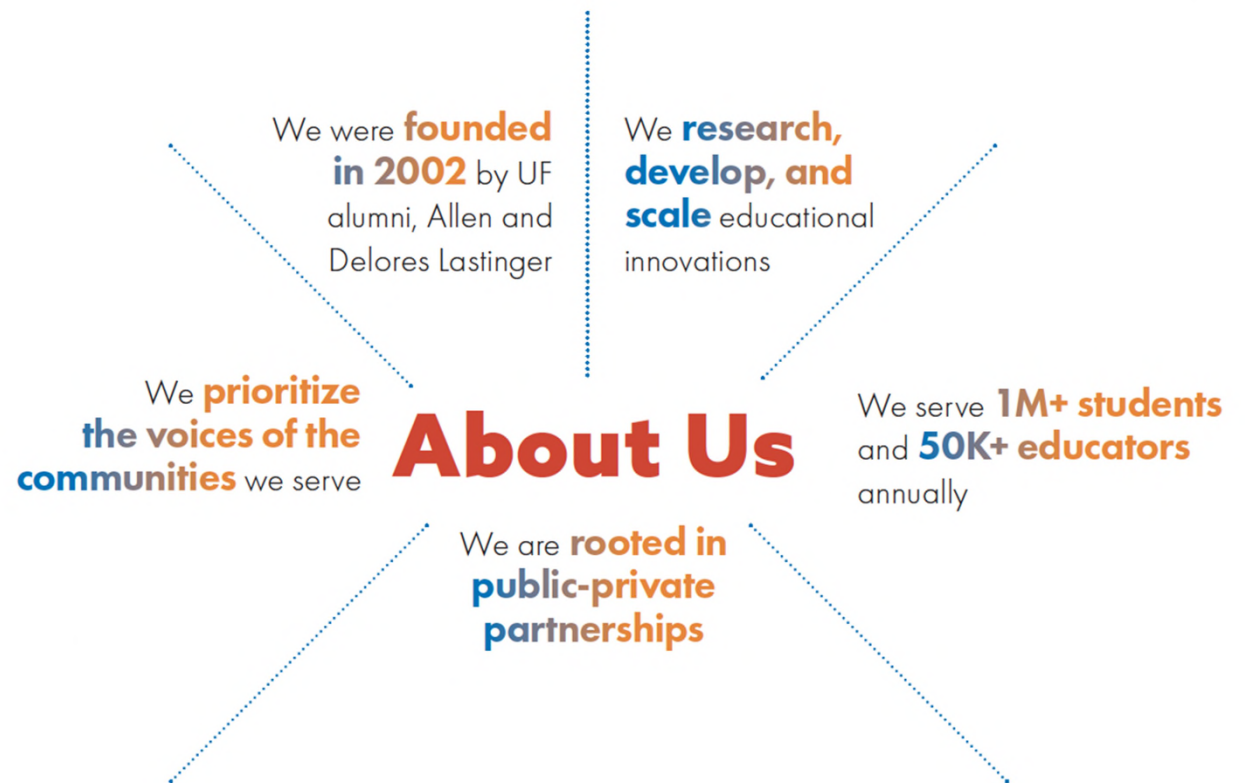 We were founded
in 2002 by UF
alumni, Allen and
Delores Lastinger
We research,
develop, and
scale educational
innovations
We prioritize
the voices of the
communities we serve
About Us
We serve 1M+ students
and 50K+ educators
annually
We are rooted in
public-private
partnerships